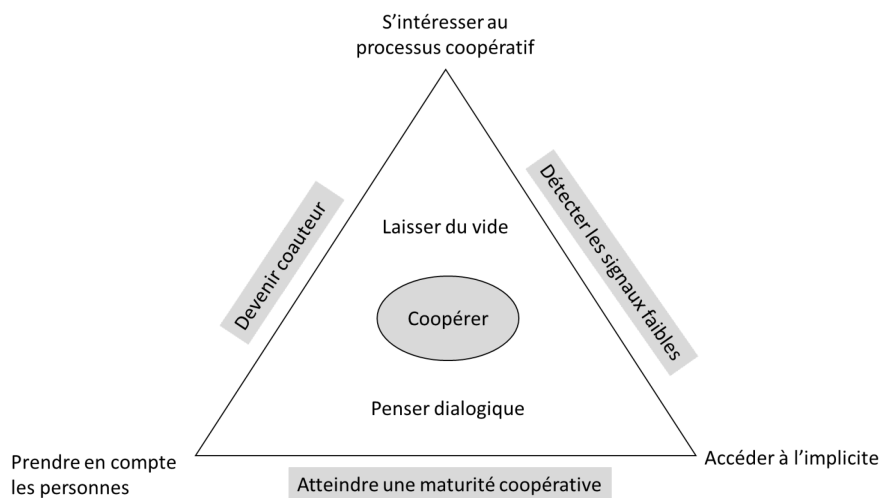 S’intéresser au
processus coopératif
Devenir coauteur
Détecter les signaux faibles
Laisser du vide
Coopérer
Penser dialogique
Prendre en compte
les personnes
Accéder à l’implicite
Atteindre une maturité coopérative